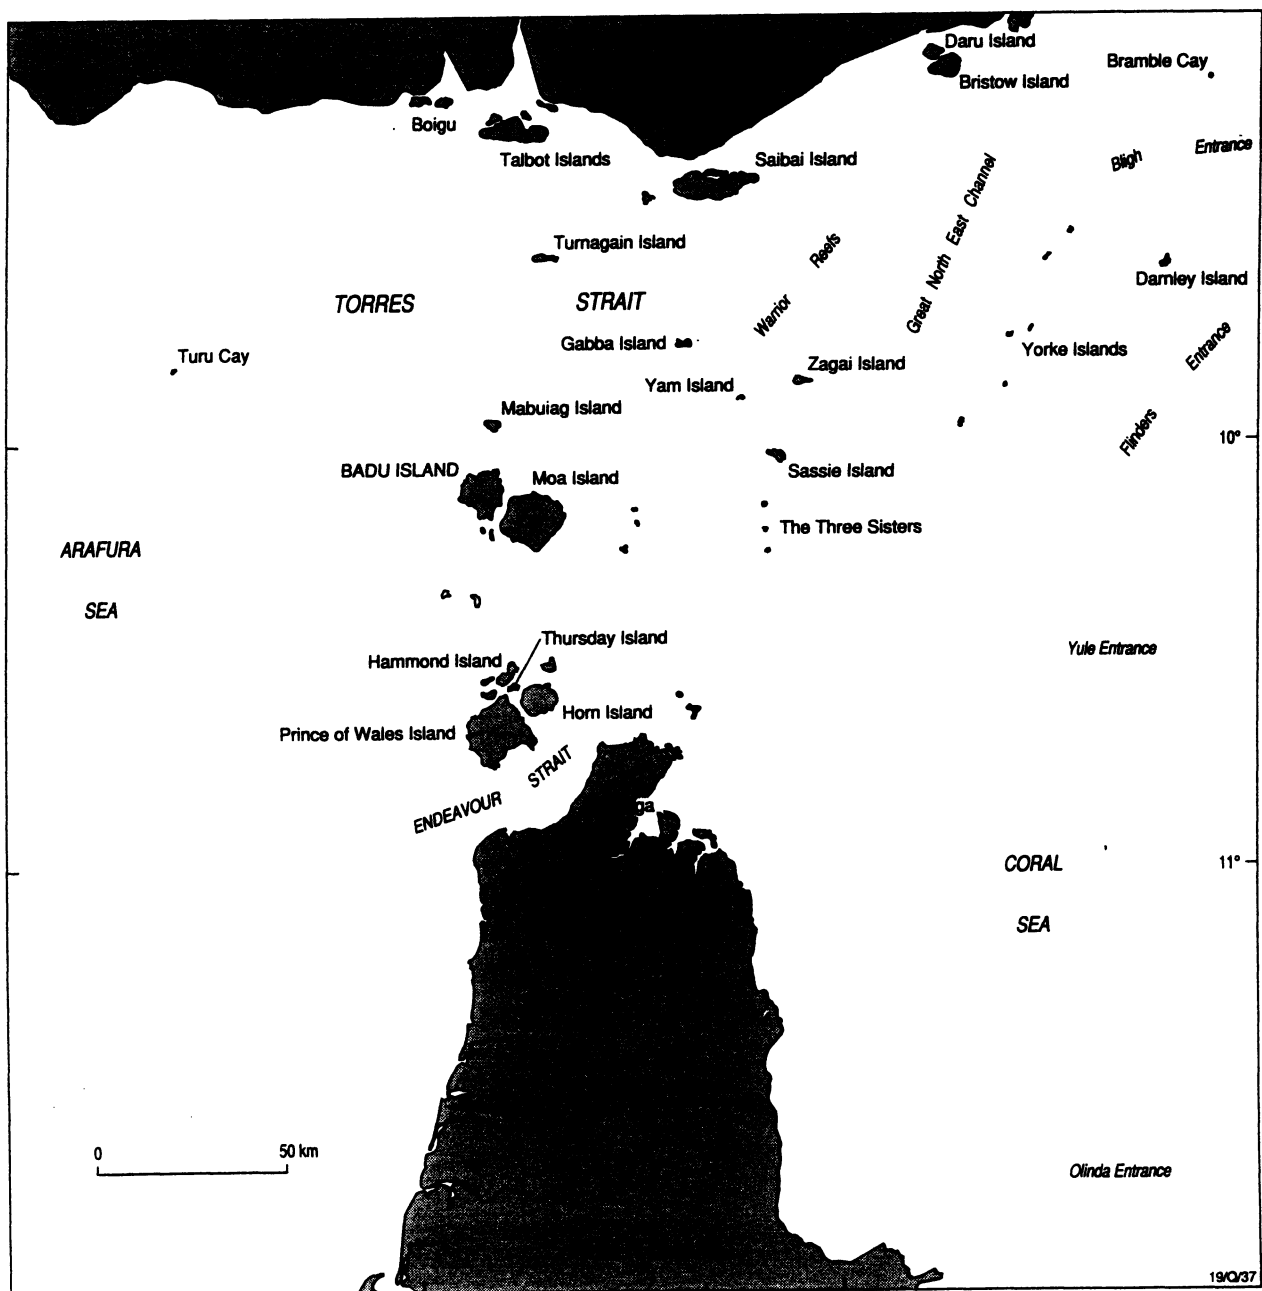 Daru Island
Bramble Cay
Bristow Island
Boigu
Talbot Islands
Saibai Island
Bligh
Entrance
Great North East Channel
Turnagain Island
Warrior
Reefs
Darnley Island
TORRES
STRAIT
Gabba Island
Yorke Islands
Turu Cay
Zagai Island
Yam Island
Flinders
Entrance
Mabuiag Island
10°
BADU ISLAND
Moa Island
Sassie Island
The Three Sisters
ARAFURA
SEA
Thursday Island
Hammond Island
Yule Entrance
Horn Island
Prince of Wales Island
ENDEAVOUR
STRAIT
ga
CORAL
SEA
11°
0
50 km
Olinda Entrance
19/Q/37